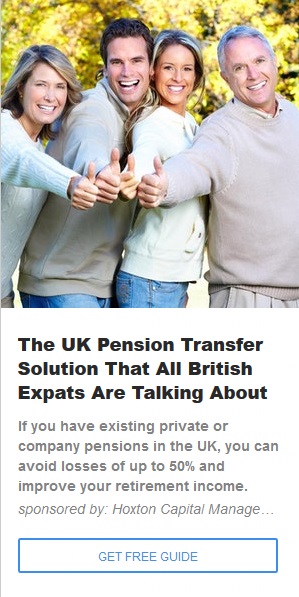 The UK Pension Transfer
Solution That All British
Expats Are Talking About
If you have existing private or
company pensions in the UK, you can
avoid losses of up to 50% and
improve your retirement income.
sponsored by: Hoxton Capital Manage…
GET FREE GUIDE